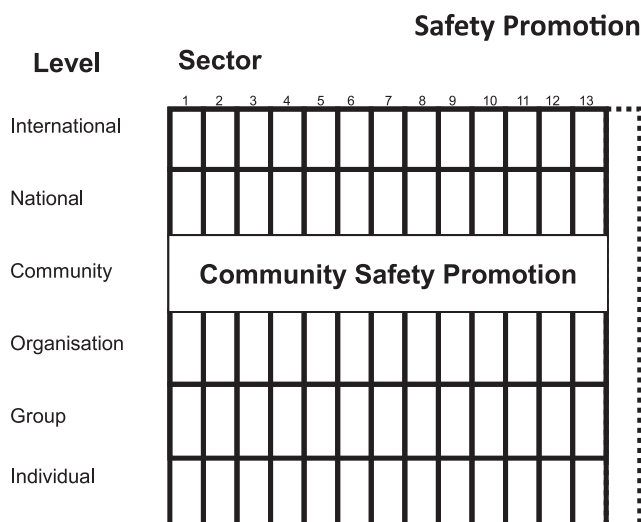 Safety Promotion
Level Sector
1 2 3 4 5 6 7 8 9 10 11 12 13
International
National
Community Community Safety Promotion
Organisation
Group
Individual